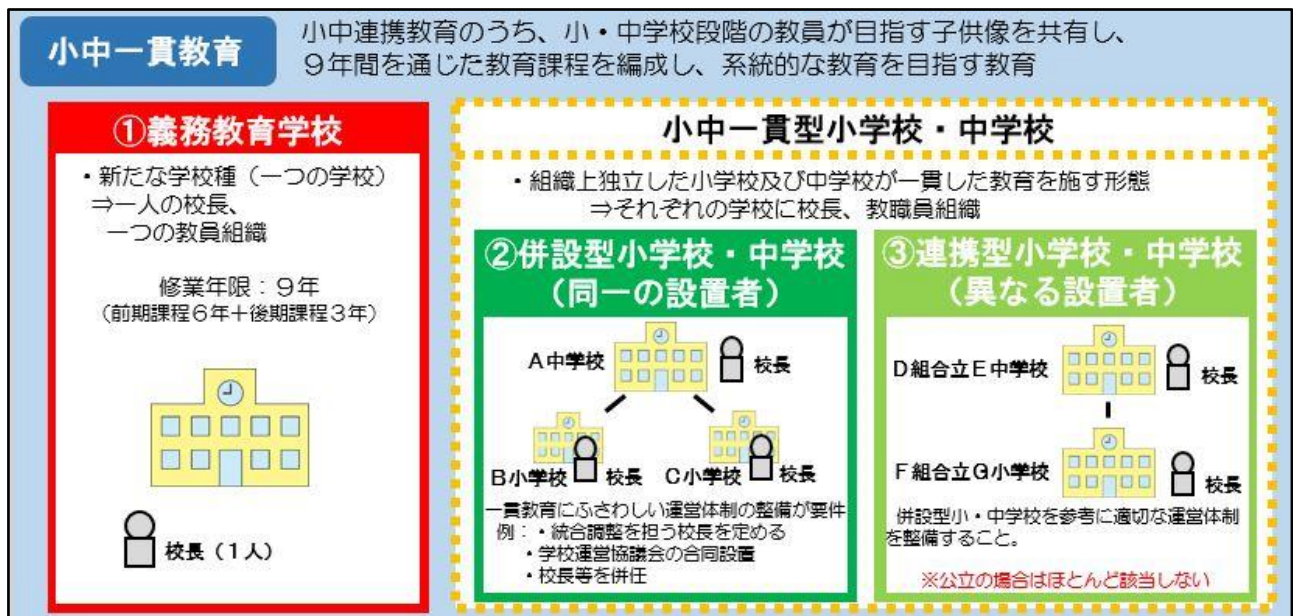 小中一貫教育
小中連携教育のうち、小・中学校段階の教員が目指す子供像を共有し、
9年間を通じた教育課程を編成し、系統的な教育を目指す教育
①義務教育学校
・新たな学校種（一つの学校）
⇒一人の校長、
一つの教員組織
修業年限：9年
（前期課程6年＋後期課程3年）
校長（1人）
小中一貫型小学校・中学校
・組織上独立した小学校及び中学校が一貫した教育を施す形態
⇒それぞれの学校に校長、教職員組織
②併設型小学校・中学校
（同一の設置者）
A中学校
校長
B小学校
校長
C小学校
校長
一貫教育にふさわしい運営体制の整備が要件
例：・統合調整を担う校長を定める
・学校運営協議会の合同設置
・校長等を併任
③連携型小学校・中学校
（異なる設置者）
D組合立E中学校
校長
F組合立G小学校
校長
併設型小・中学校を参考に適切な運営体制
を整備すること。
※公立の場合はほとんど該当しない